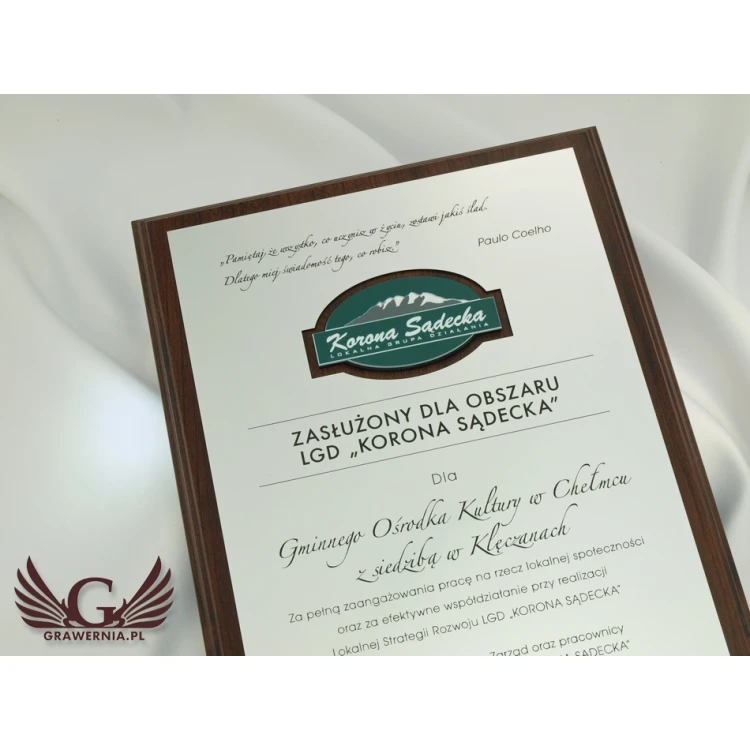 „Pamiętaj że wszystko, co uczynisz w życiu, zostawi jakiś ślad.
Dlatego miej świadomość tego, co robisz."
Paulo Coelho
Korona Sądecka
LOKALNA GRUPA DZIAŁANIA
ZASŁUŻONY DLA OBSZARU
LGD „KORONA SĄDECKA"
Dla
Gminnego Ośrodka Kultury w Chełmcu
z siedzibą w Klęczanach
Za pełną zaangażowania pracę na rzecz lokalnej społeczności
oraz za efektywne współdziałanie przy realizacji
Lokalnej Strategii Rozwoju LGD „KORONA SĄDECKA"
Zarząd oraz pracownicy
SĄDECKA"
G
GRAWERNIA.PL